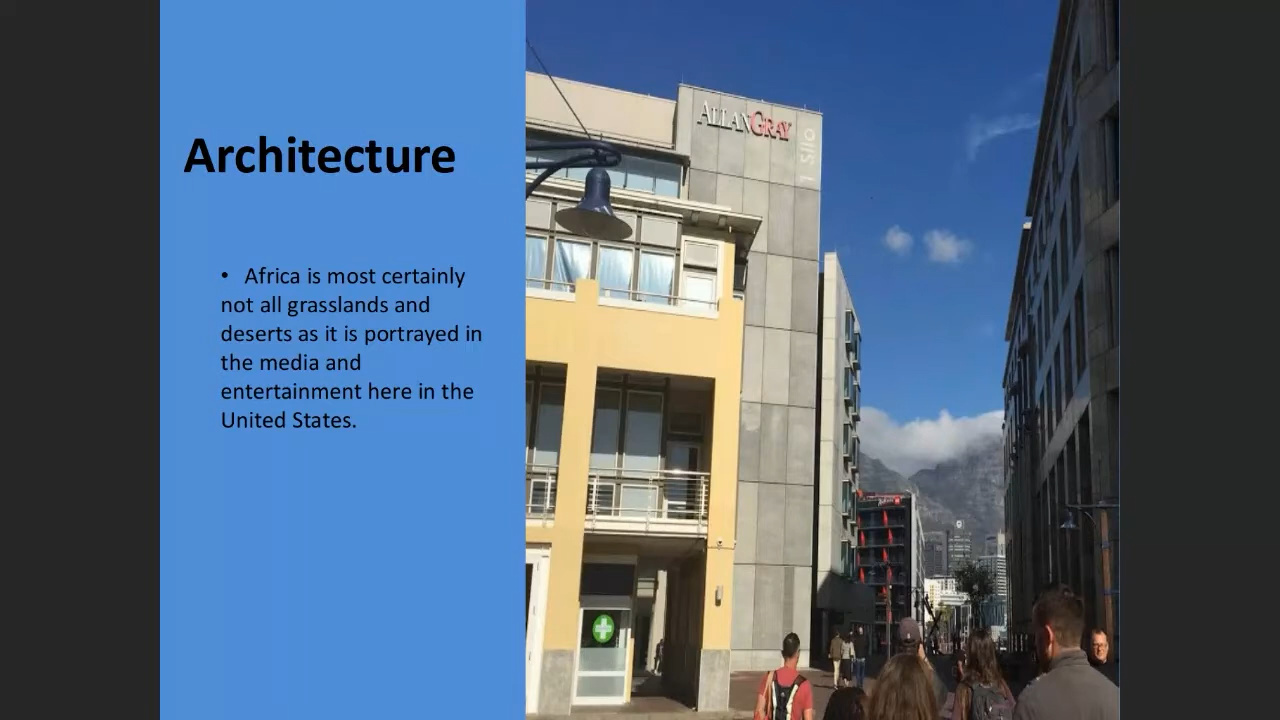 Architecture
• Africa is most certainly
not all grasslands and
deserts as it is portrayed in
the media and
entertainment here in the
United States.
ALLANGRAY
1 Silo